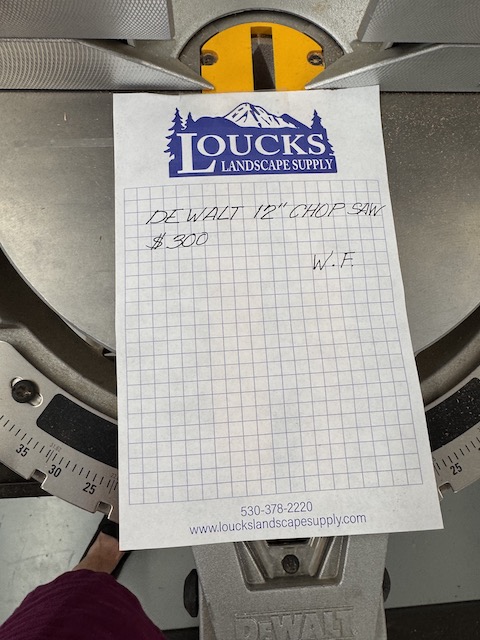 LOUCKS
LANDSCAPE SUPPLY
DEWALT 12" CHOP SAW
$300
W.F.
530-378-2220
www.louckslandscapesupply.com
35
30
25
25
DEWALT